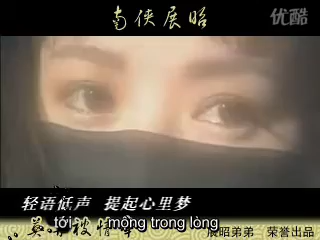 南侠展昭
优酷
轻语低声 提起心里梦
tới mộng trong lòng
展昭弟弟 荣誉出品